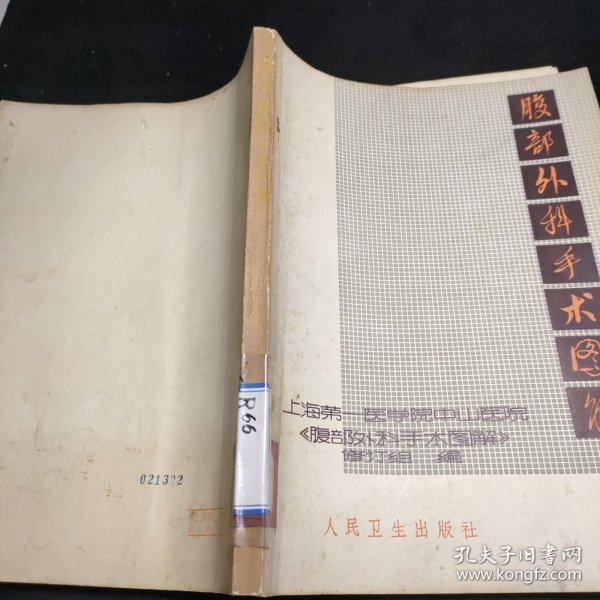 腹部外科手术图解
上海第一医学院中山医院
《腹部外科手术图解》
修订组 编
人民卫生出版社
R66
021322
孔夫子旧书网
www.kongfz.com